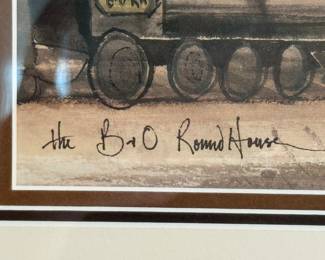 the B+O Round House